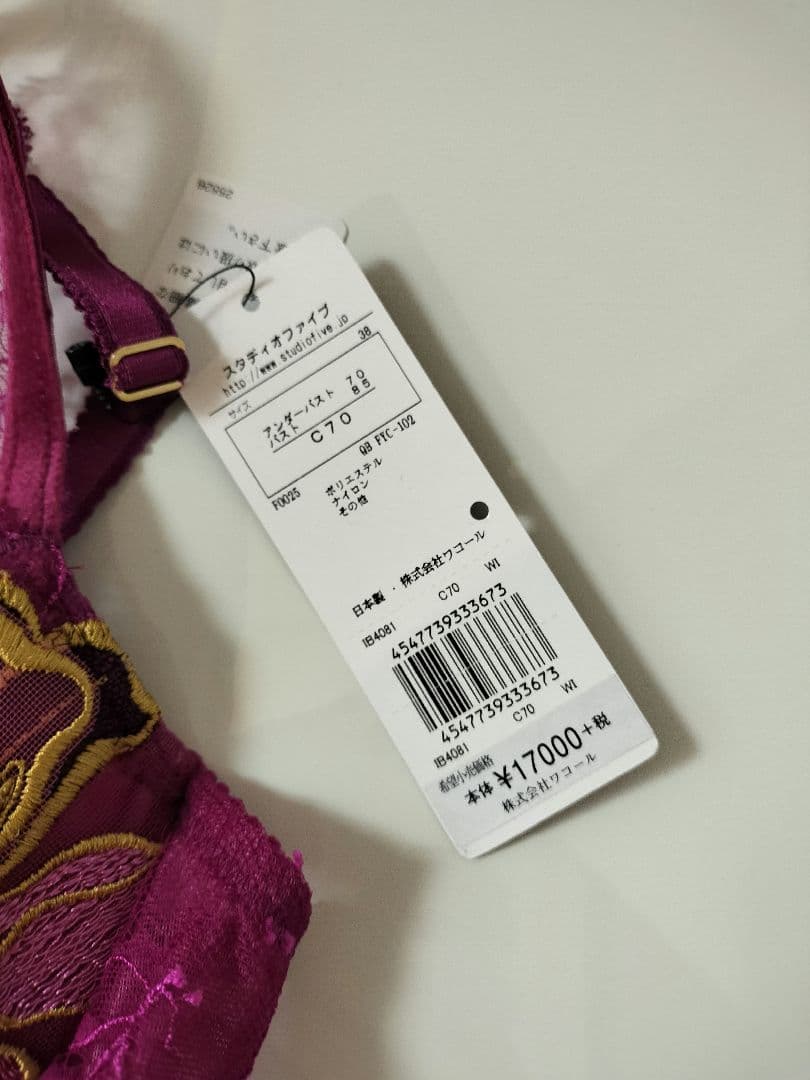 スタディオファイブ
http://www.studiofive.jp
サイズ 38
アンダーバスト 70
バスト 85
C70
QB FTC-102
F0025
ポリエステル
ナイロン
その他
日本製・株式会社ワコール
IB4081 C70 WI
4547739333673
4547739333673
IB4081 C70 WI
希望小売価格
本体 ¥17000+税
株式会社ワコール